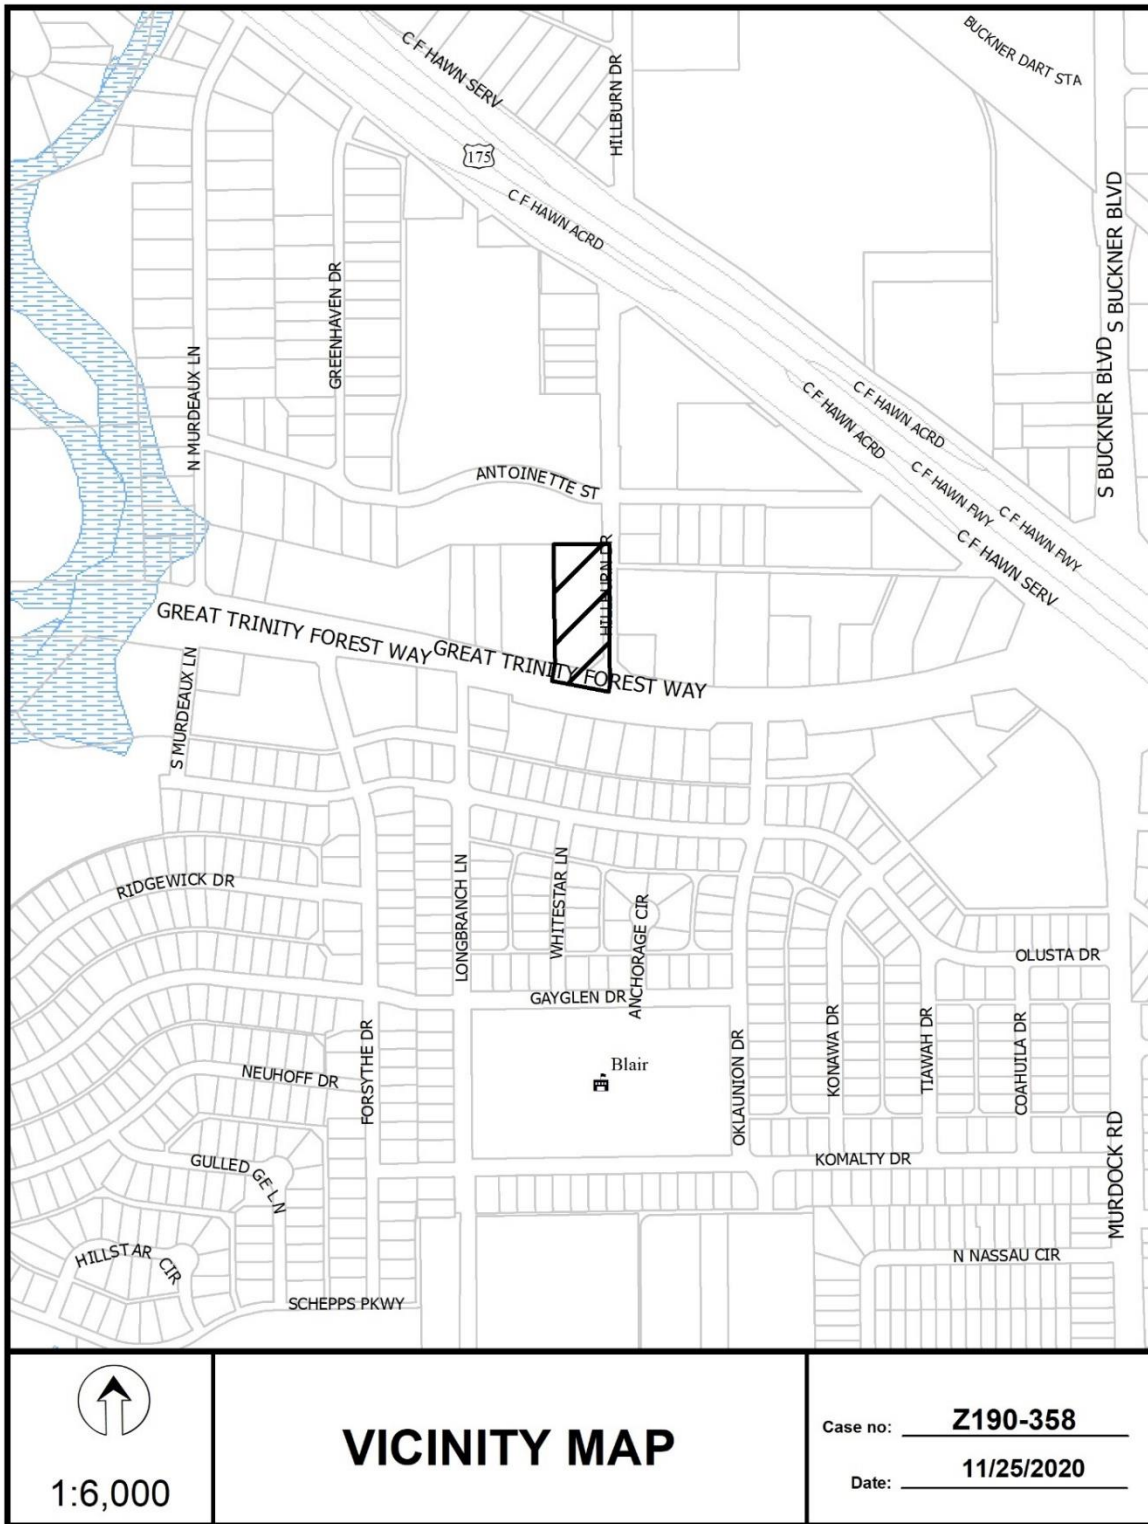 BUCKNER DART STA
C F HAWN SERV
HILLBURN DR
175
C F HAWN ACRD
S BUCKNER BLVD
GREENHAVEN DR
N MURDEAUX LN
S BUCKNER BLVD
C F HAWN ACRD
C F HAWN ACRD
C F HAWN FWY
C F HAWN FWY
C F HAWN SERV
ANTOINETTE ST
HILLBURN DR
GREAT TRINITY FOREST WAY
GREAT TRINITY FOREST WAY
S MURDEAUX LN
RIDGEWICK DR
LONGBRANCH LN
WHITESTAR LN
ANCHORAGE CIR
OLUSTA DR
GAYGLEN DR
FORSYTHE DR
NEUHOFF DR
Blair
OKLAUNION DR
KONAWA DR
TIAWAH DR
COAHUILA DR
MURDOCK RD
KOMALTY DR
GULLED GE LN
HILLSTAR CIR
N NASSAU CIR
SCHEPPS PKWY
1:6,000
VICINITY MAP
Case no: Z190-358
Date: 11/25/2020